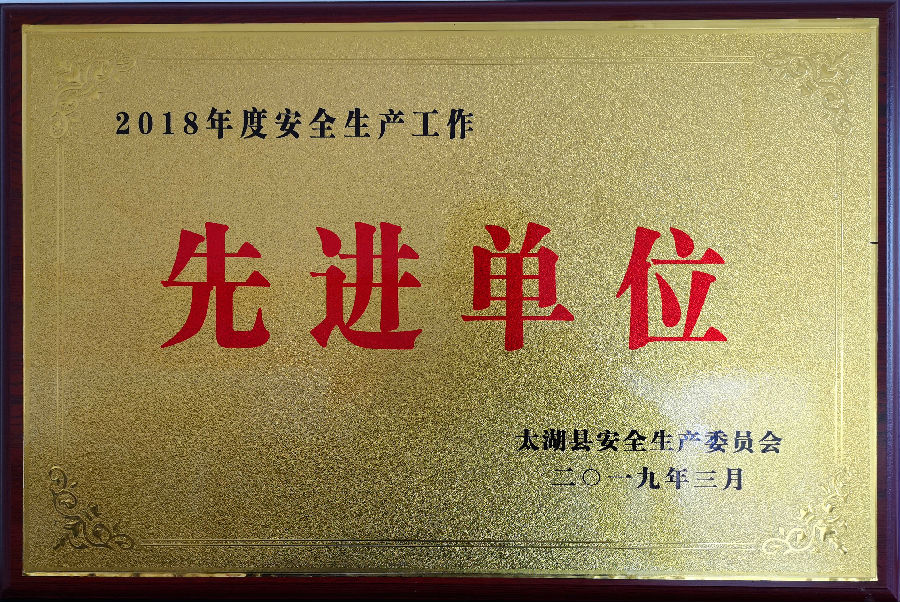 2018年度安全生产工作
先进单位
太湖县安全生产委员会
二〇一九年三月